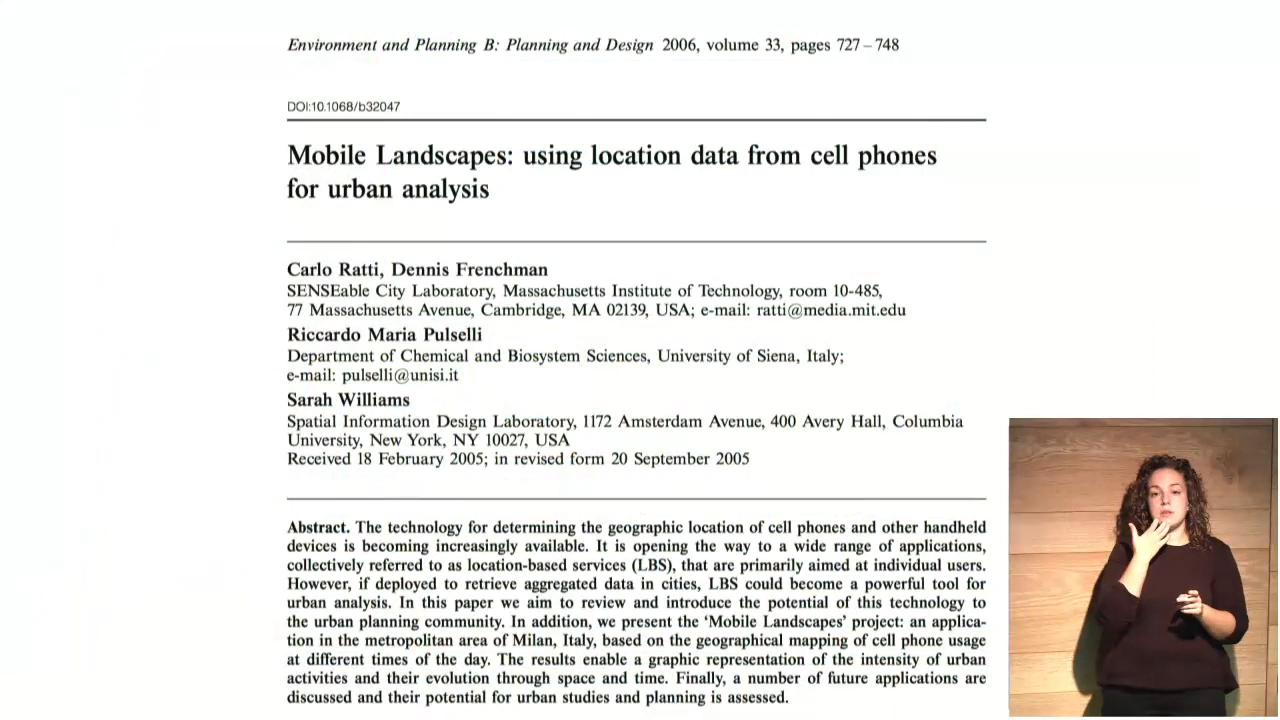 Environment and Planning B: Planning and Design 2006, volume 33, pages 727 – 748
DOI:10.1068/b32047
Mobile Landscapes: using location data from cell phones
for urban analysis
Carlo Ratti, Dennis Frenchman
SENSEable City Laboratory, Massachusetts Institute of Technology, room 10-485,
77 Massachusetts Avenue, Cambridge, MA 02139, USA; e-mail: ratti@media.mit.edu
Riccardo Maria Pulselli
Department of Chemical and Biosystem Sciences, University of Siena, Italy;
e-mail: pulselli@unisi.it
Sarah Williams
Spatial Information Design Laboratory, 1172 Amsterdam Avenue, 400 Avery Hall, Columbia
University, New York, NY 10027, USA
Received 18 February 2005; in revised form 20 September 2005
Abstract. The technology for determining the geographic location of cell phones and other handheld
devices is becoming increasingly available. It is opening the way to a wide range of applications,
collectively referred to as location-based services (LBS), that are primarily aimed at individual users.
However, if deployed to retrieve aggregated data in cities, LBS could become a powerful tool for
urban analysis. In this paper we aim to review and introduce the potential of this technology to
the urban planning community. In addition, we present the ‘Mobile Landscapes’ project: an applica-
tion in the metropolitan area of Milan, Italy, based on the geographical mapping of cell phone usage
at different times of the day. The results enable a graphic representation of the intensity of urban
activities and their evolution through space and time. Finally, a number of future applications are
discussed and their potential for urban studies and planning is assessed.